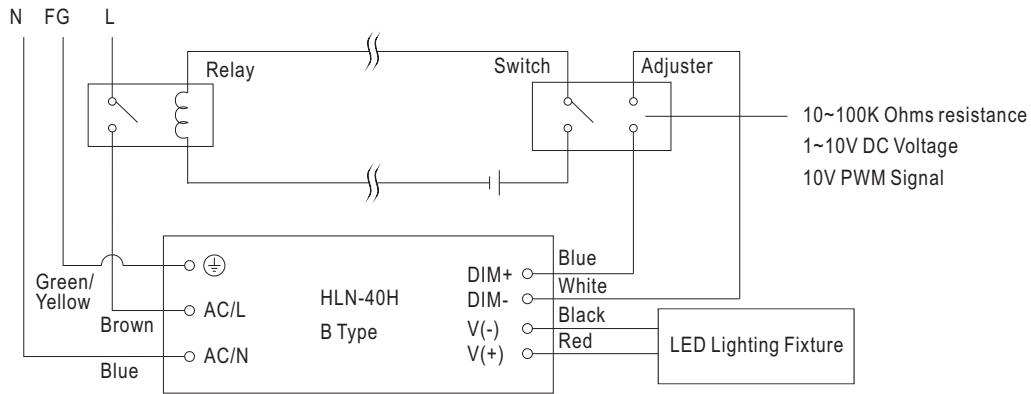 N FG L
Relay
Switch
Adjuster
10~100K Ohms resistance
1~10V DC Voltage
10V PWM Signal
Green/
Yellow
Brown
Blue
AC/L
AC/N
HLN-40H
B Type
DIM+
DIM-
V(-)
V(+)
Blue
White
Black
Red
LED Lighting Fixture